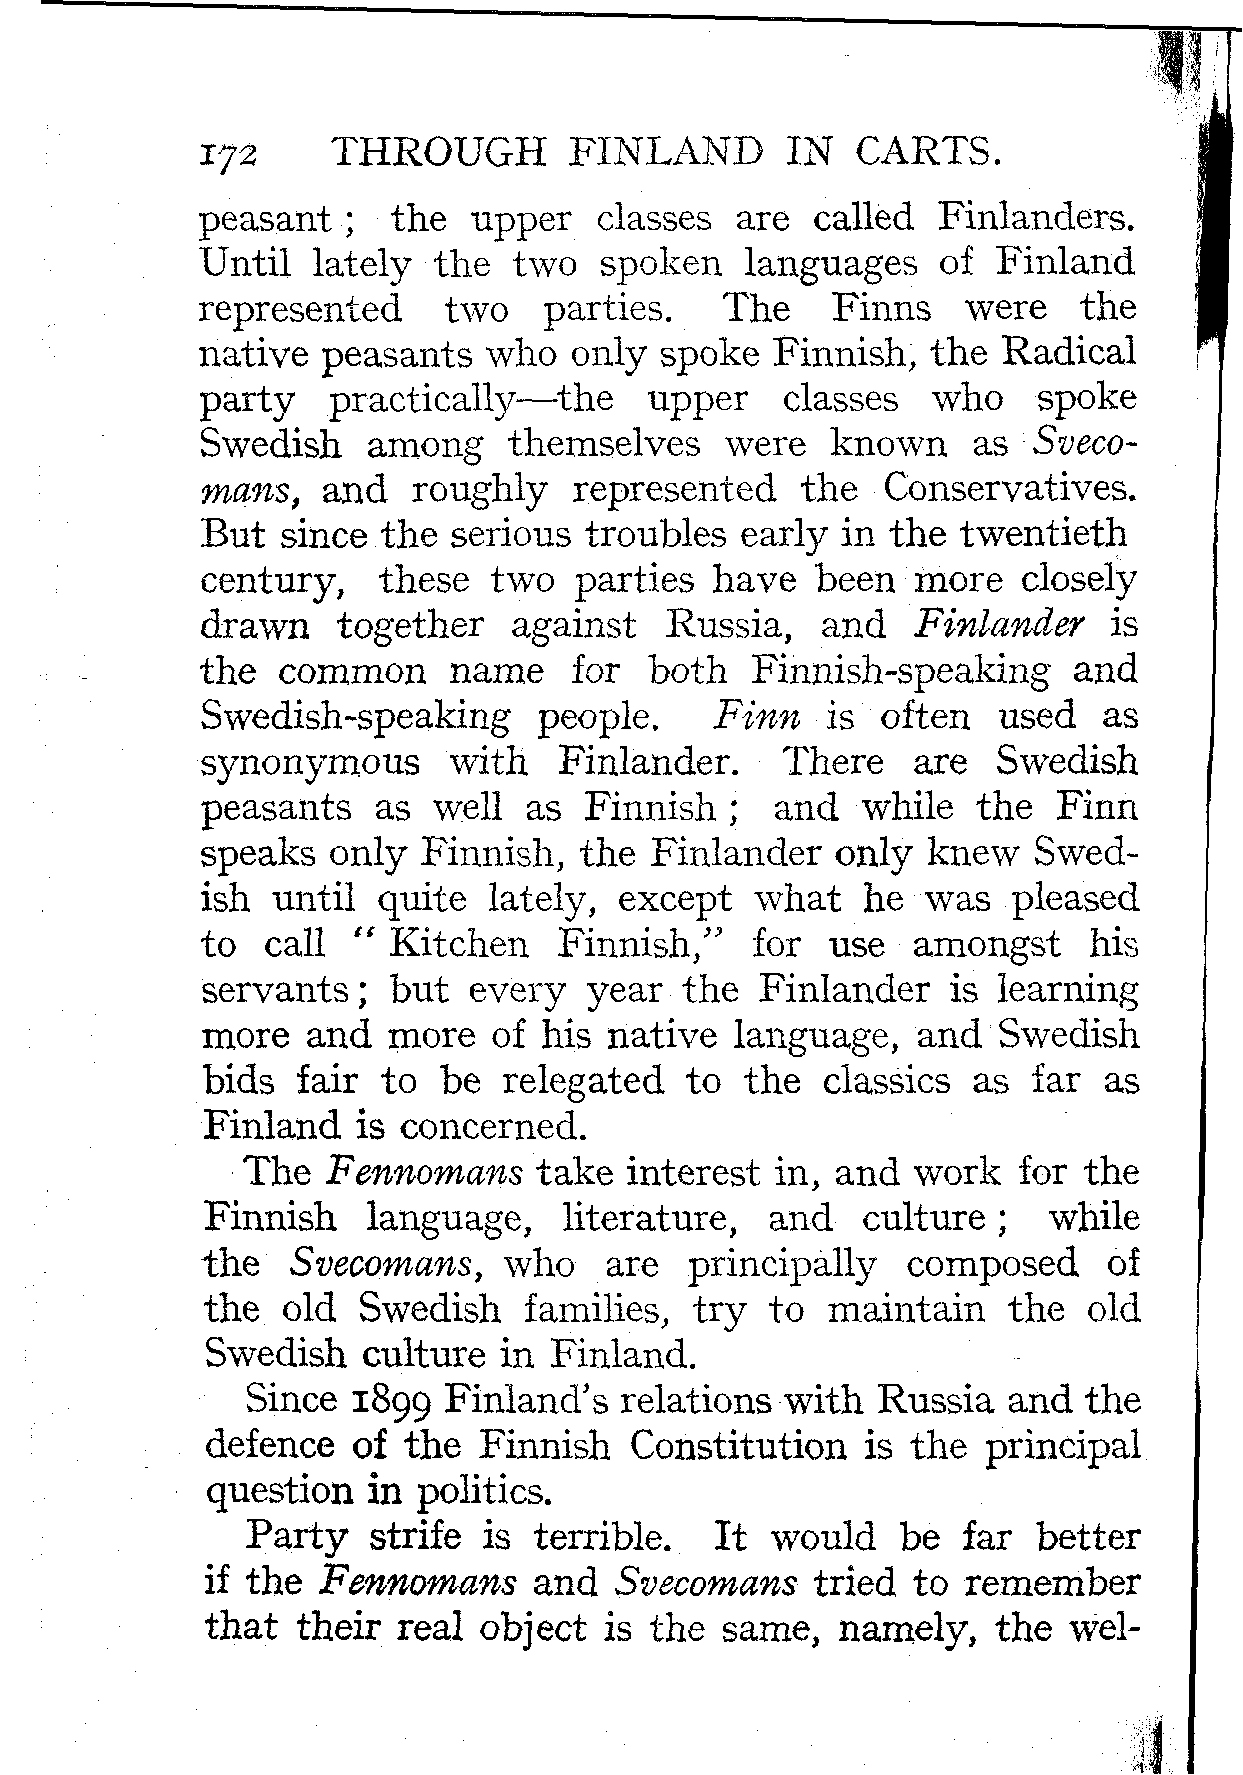 172 THROUGH FINLAND IN CARTS.
peasant ; the upper classes are called Finlanders.
Until lately the two spoken languages of Finland
represented two parties. The Finns were the
native peasants who only spoke Finnish, the Radical
party practically—the upper classes who spoke
Swedish among themselves were known as Sveco-
mans, and roughly represented the Conservatives.
But since the serious troubles early in the twentieth
century, these two parties have been more closely
drawn together against Russia, and Finlander is
the common name for both Finnish-speaking and
Swedish-speaking people. Finn is often used as
synonymous with Finlander. There are Swedish
peasants as well as Finnish ; and while the Finn
speaks only Finnish, the Finlander only knew Swed-
ish until quite lately, except what he was pleased
to call " Kitchen Finnish," for use amongst his
servants ; but every year the Finlander is learning
more and more of his native language, and Swedish
bids fair to be relegated to the classics as far as
Finland is concerned.
The Fennomans take interest in, and work for the
Finnish language, literature, and culture ; while
the Svecomans, who are principally composed of
the old Swedish families, try to maintain the old
Swedish culture in Finland.
Since 1899 Finland's relations with Russia and the
defence of the Finnish Constitution is the principal
question in politics.
Party strife is terrible. It would be far better
if the Fennomans and Svecomans tried to remember
that their real object is the same, namely, the wel-